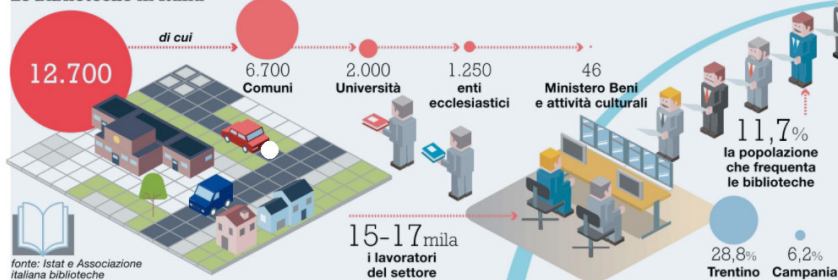 di cui
12.700
6.700
Comuni
2.000
Università
1.250
enti
ecclesiastici
46
Ministero Beni
e attività culturali
11,7%
la popolazione
che frequenta
le biblioteche
15-17mila
i lavoratori
del settore
28,8%
Trentino
6,2%
Campania
fonte: Istat e Associazione
italiana biblioteche